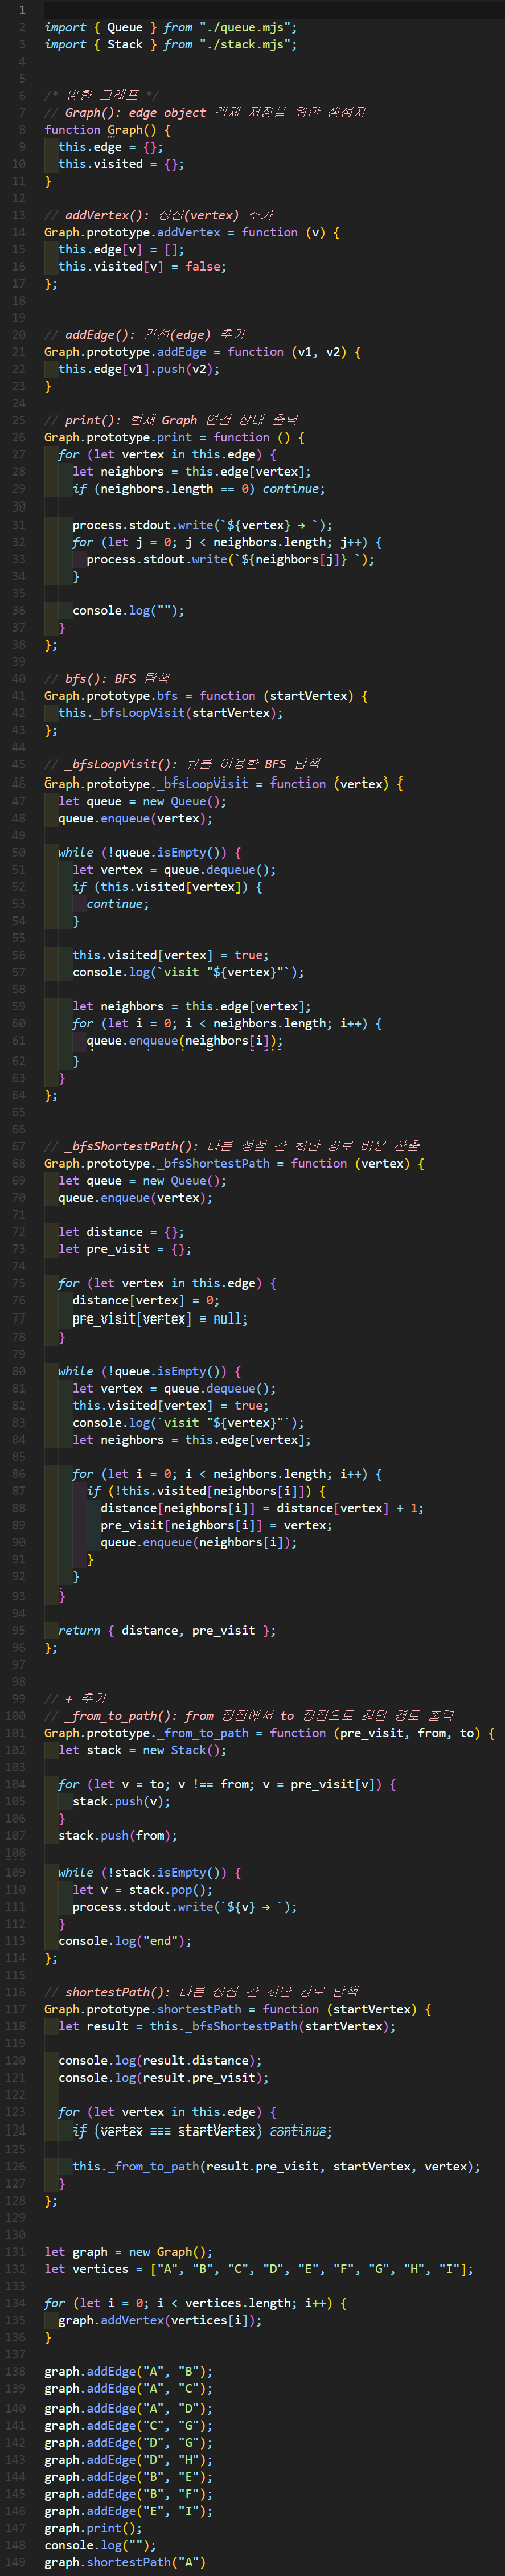 1
2 import { Queue } from "./queue.mjs";
3 import { Stack } from "./stack.mjs";
4
5
6 /* 방향 그래프 */
7 // Graph(): edge object 객체 저장을 위한 생성자
8 function Graph() {
9   this.edge = {};
10   this.visited = {};
11 }
12
13 // addVertex(): 정점(vertex) 추가
14 Graph.prototype.addVertex = function (v) {
15   this.edge[v] = [];
16   this.visited[v] = false;
17 };
18
19
20 // addEdge(): 간선(edge) 추가
21 Graph.prototype.addEdge = function (v1, v2) {
22   this.edge[v1].push(v2);
23 }
24
25 // print(): 현재 Graph 연결 상태 출력
26 Graph.prototype.print = function () {
27   for (let vertex in this.edge) {
28     let neighbors = this.edge[vertex];
29     if (neighbors.length == 0) continue;
30
31     process.stdout.write(`${vertex} → `);
32     for (let j = 0; j < neighbors.length; j++) {
33       process.stdout.write(`${neighbors[j]} `);
34     }
35
36     console.log("");
37   }
38 };
39
40 // bfs(): BFS 탐색
41 Graph.prototype.bfs = function (startVertex) {
42   this._bfsLoopVisit(startVertex);
43 };
44
45 // _bfsLoopVisit(): 큐를 이용한 BFS 탐색
46 Graph.prototype._bfsLoopVisit = function (vertex) {
47   let queue = new Queue();
48   queue.enqueue(vertex);
49
50   while (!queue.isEmpty()) {
51     let vertex = queue.dequeue();
52     if (this.visited[vertex]) {
53       continue;
54     }
55
56     this.visited[vertex] = true;
57     console.log(`visit "${vertex}"`);
58
59     let neighbors = this.edge[vertex];
60     for (let i = 0; i < neighbors.length; i++) {
61       queue.enqueue(neighbors[i]);
62     }
63   }
64 };
65
66
67 // _bfsShortestPath(): 다른 정점 간 최단 경로 비용 산출
68 Graph.prototype._bfsShortestPath = function (vertex) {
69   let queue = new Queue();
70   queue.enqueue(vertex);
71
72   let distance = {};
73   let pre_visit = {};
74
75   for (let vertex in this.edge) {
76     distance[vertex] = 0;
77     pre_visit[vertex] = null;
78   }
79
80   while (!queue.isEmpty()) {
81     let vertex = queue.dequeue();
82     this.visited[vertex] = true;
83     console.log(`visit "${vertex}"`);
84     let neighbors = this.edge[vertex];
85
86     for (let i = 0; i < neighbors.length; i++) {
87       if (!this.visited[neighbors[i]]) {
88         distance[neighbors[i]] = distance[vertex] + 1;
89         pre_visit[neighbors[i]] = vertex;
90         queue.enqueue(neighbors[i]);
91       }
92     }
93   }
94
95   return { distance, pre_visit };
96 };
97
98
99 // + 추가
100 // _from_to_path(): from 정점에서 to 정점으로 최단 경로 출력
101 Graph.prototype._from_to_path = function (pre_visit, from, to) {
102   let stack = new Stack();
103
104   for (let v = to; v !== from; v = pre_visit[v]) {
105     stack.push(v);
106   }
107   stack.push(from);
108
109   while (!stack.isEmpty()) {
110     let v = stack.pop();
111     process.stdout.write(`${v} → `);
112   }
113   console.log("end");
114 };
115
116 // shortestPath(): 다른 정점 간 최단 경로 탐색
117 Graph.prototype.shortestPath = function (startVertex) {
118   let result = this._bfsShortestPath(startVertex);
119
120   console.log(result.distance);
121   console.log(result.pre_visit);
122
123   for (let vertex in this.edge) {
124     if (vertex === startVertex) continue;
125
126     this._from_to_path(result.pre_visit, startVertex, vertex);
127   }
128 };
129
130
131 let graph = new Graph();
132 let vertices = ["A", "B", "C", "D", "E", "F", "G", "H", "I"];
133
134 for (let i = 0; i < vertices.length; i++) {
135   graph.addVertex(vertices[i]);
136 }
137
138 graph.addEdge("A", "B");
139 graph.addEdge("A", "C");
140 graph.addEdge("A", "D");
141 graph.addEdge("C", "G");
142 graph.addEdge("D", "G");
143 graph.addEdge("D", "H");
144 graph.addEdge("B", "E");
145 graph.addEdge("B", "F");
146 graph.addEdge("E", "I");
147 graph.print();
148 console.log("");
149 graph.shortestPath("A")